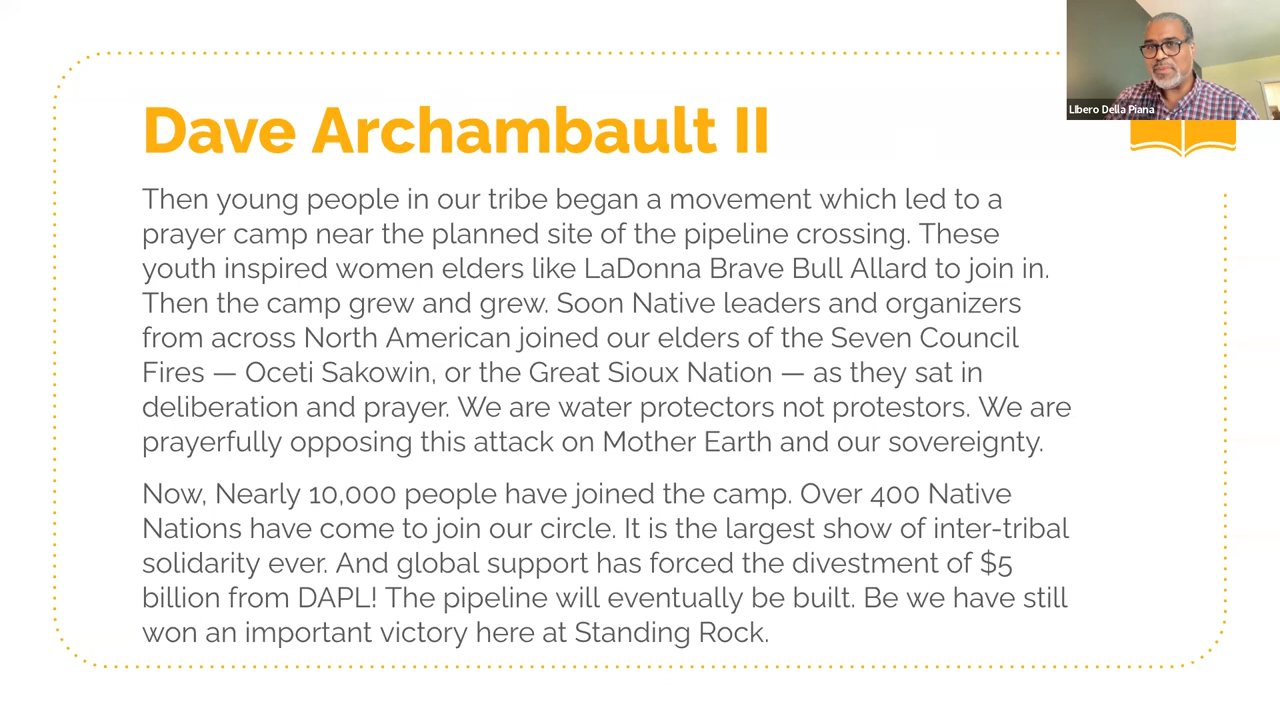 Libero Della Piana
Dave Archambault II
Then young people in our tribe began a movement which led to a
prayer camp near the planned site of the pipeline crossing. These
youth inspired women elders like LaDonna Brave Bull Allard to join in.
Then the camp grew and grew. Soon Native leaders and organizers
from across North American joined our elders of the Seven Council
Fires — Oceti Sakowin, or the Great Sioux Nation — as they sat in
deliberation and prayer. We are water protectors not protestors. We are
prayerfully opposing this attack on Mother Earth and our sovereignty.
Now, Nearly 10,000 people have joined the camp. Over 400 Native
Nations have come to join our circle. It is the largest show of inter-tribal
solidarity ever. And global support has forced the divestment of $5
billion from DAPL! The pipeline will eventually be built. Be we have still
won an important victory here at Standing Rock.